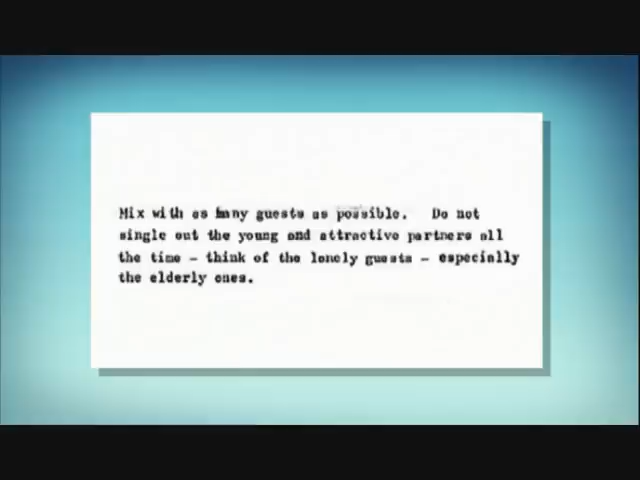 Mix with as many guests as possible. Do not
single out the young and attractive partners all
the time - think of the lonely guests - especially
the elderly ones.